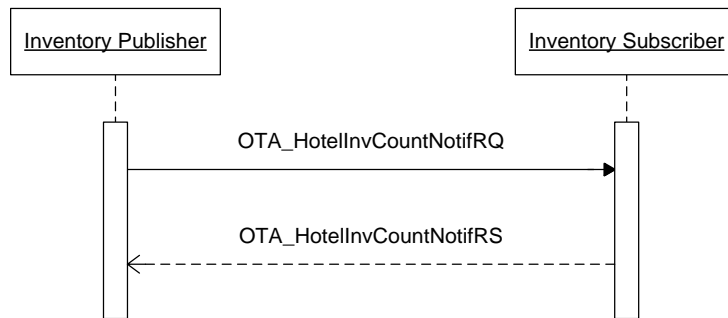 Inventory Publisher
Inventory Subscriber
OTA_HotelInvCountNotifRQ
OTA_HotelInvCountNotifRS